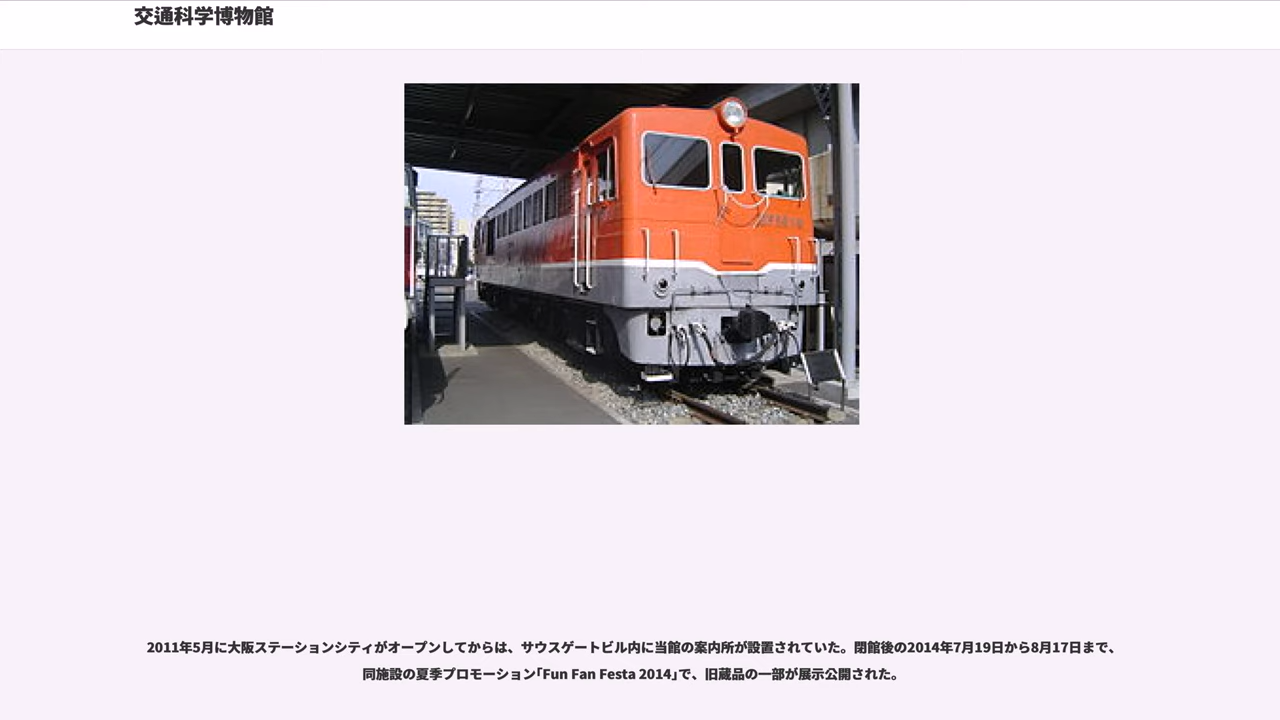 交通科学博物館
2011年5月に大阪ステーションシティがオープンしてからは、サウスゲートビル内に当館の案内所が設置されていた。閉館後の2014年7月19日から8月17日まで、
同施設の夏季プロモーション「Fun Fan Festa 2014」で、旧蔵品の一部が展示公開された。